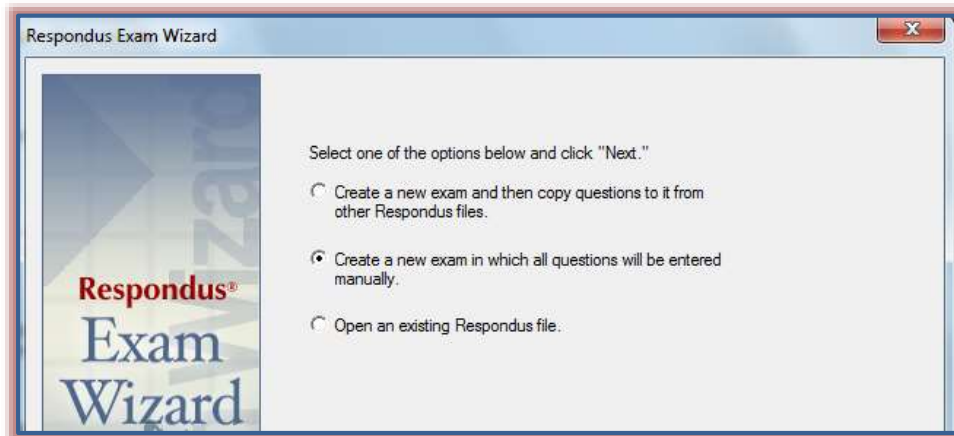 Respondus Exam Wizard
Select one of the options below and click "Next."
Create a new exam and then copy questions to it from
other Respondus files.
Create a new exam in which all questions will be entered
manually.
Open an existing Respondus file.
Wizard
Respondus®
Exam
Wizard